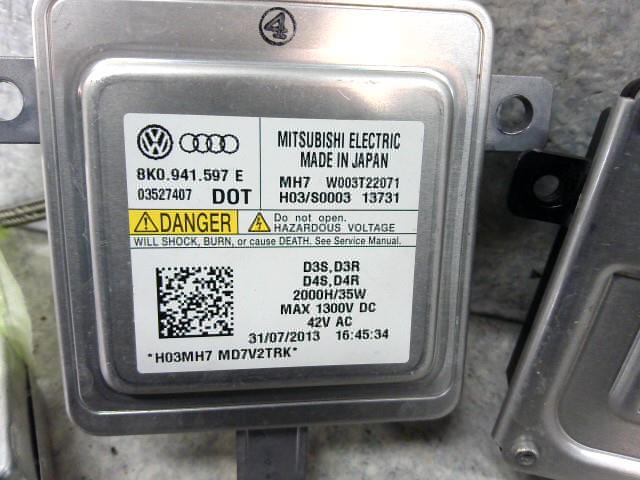 4
MITSUBISHI ELECTRIC
MADE IN JAPAN
8K0.941.597 E
03527407 DOT
MH7 W003T22071
H03/S0003 13731
DANGER
Do not open.
HAZARDOUS VOLTAGE
WILL SHOCK, BURN, or cause DEATH. See Service Manual.
D3S,D3R
D4S,D4R
2000H/35W
MAX 1300V DC
42V AC
31/07/2013 16:45:34
*H03MH7 MD7V2TRK*